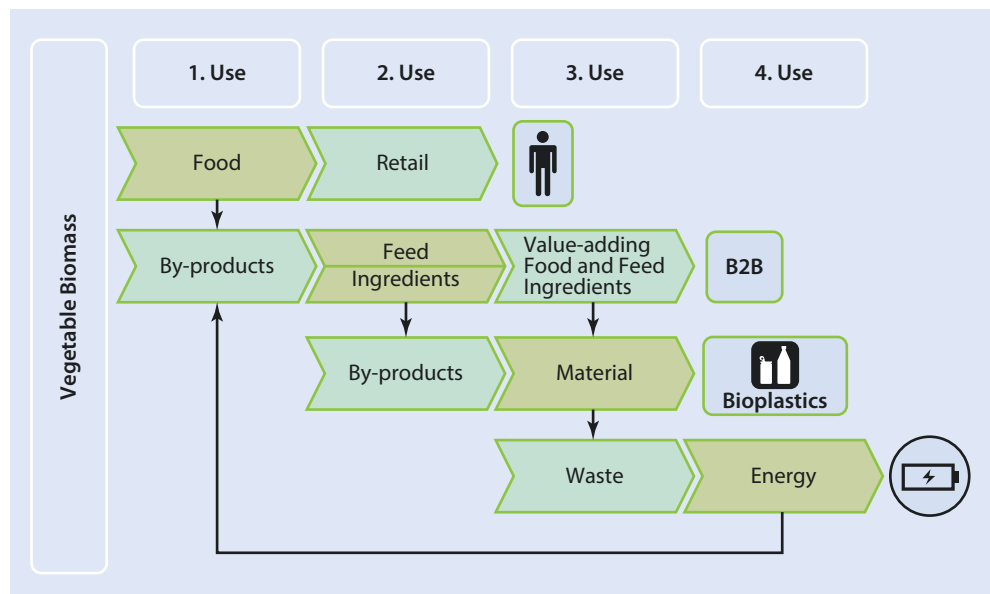 Vegetable Biomass
1. Use
2. Use
3. Use
4. Use
Food
Retail
By-products
Feed
Ingredients
Value-adding
Food and Feed
Ingredients
B2B
By-products
Material
Bioplastics
Waste
Energy